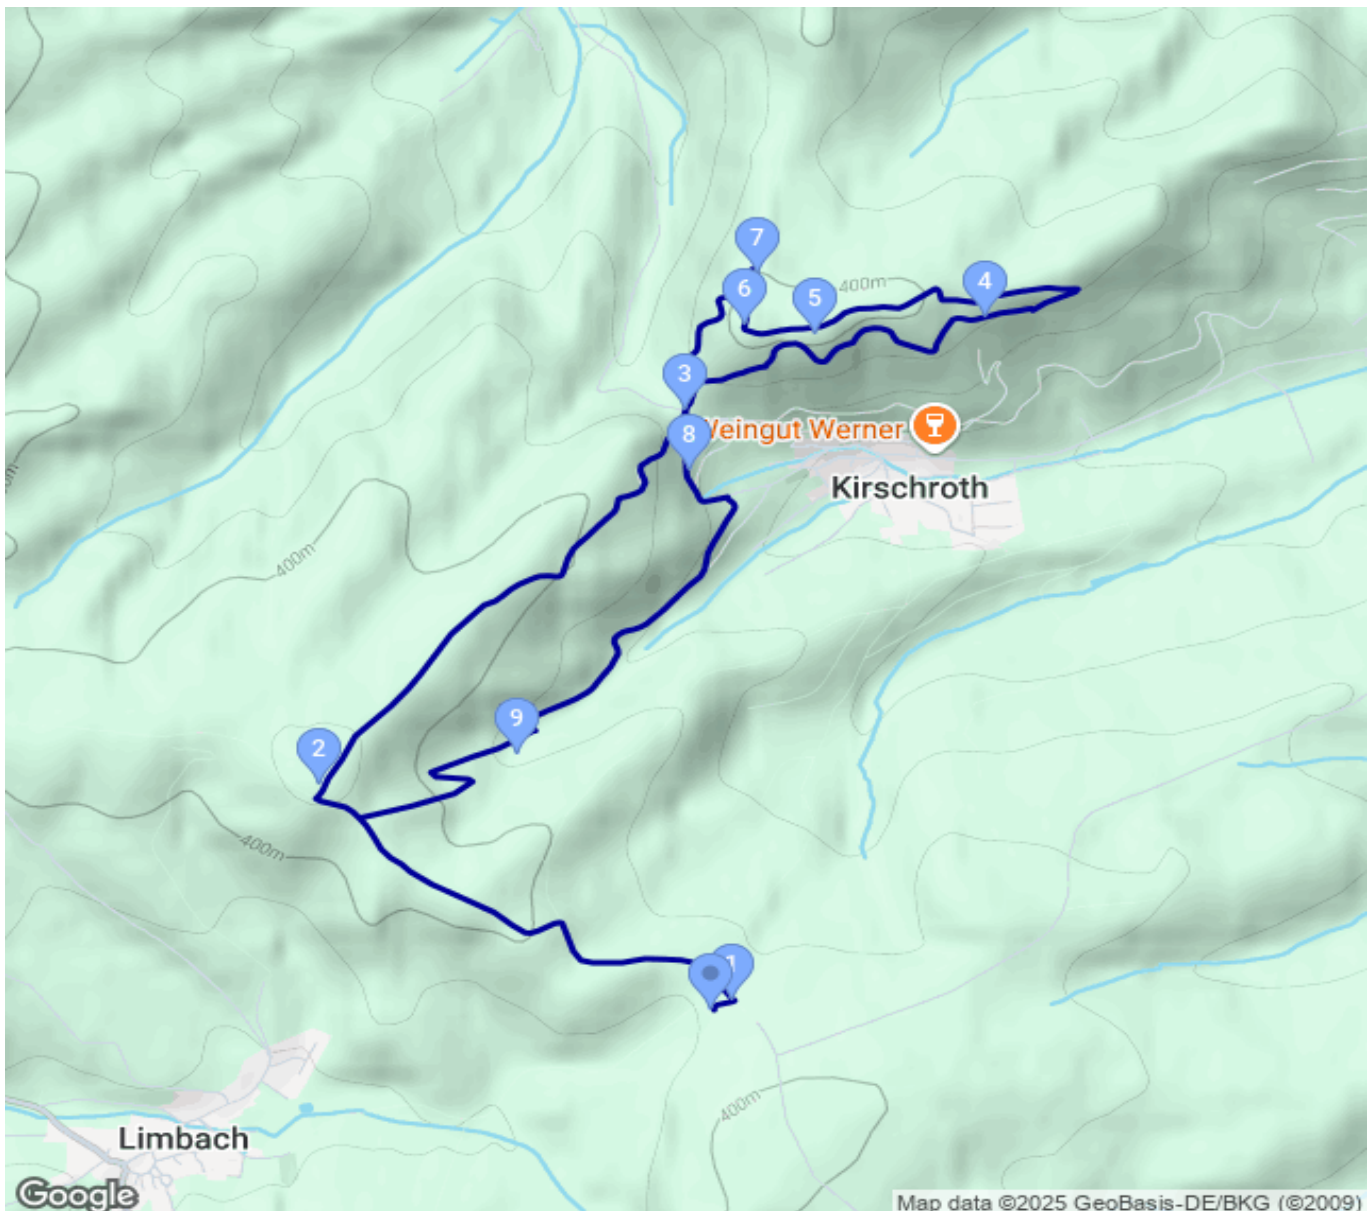 7
6
4
400m
5
3
Weingut Werner
8
Kirschroth
400m
9
2
400m
1
400m
Limbach
Google
Map data ©2025 GeoBasis-DE/BKG (©2009)